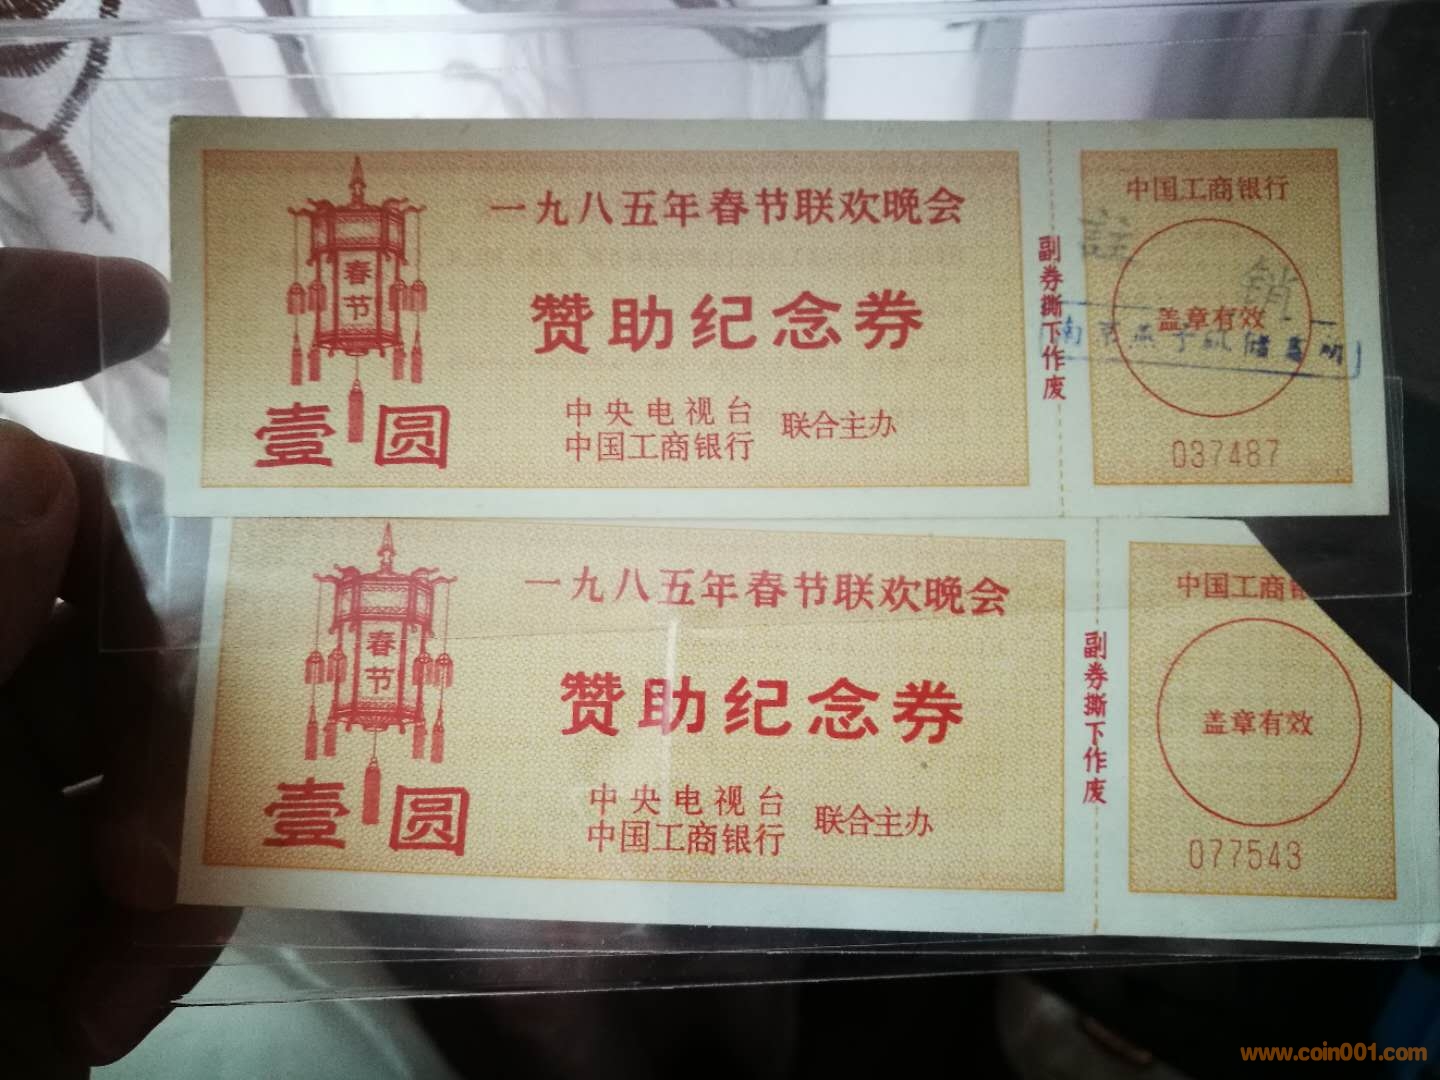 一九八五年春节联欢晚会
春节
赞助纪念券
壹圆
中央电视台
中国工商银行
联合主办
副券撕下作废
中国工商银行
註销
盖章有效
037487
一九八五年春节联欢晚会
春节
赞助纪念券
壹圆
中央电视台
中国工商银行
联合主办
副券撕下作废
中国工商
盖章有效
077543
www.coin001.com